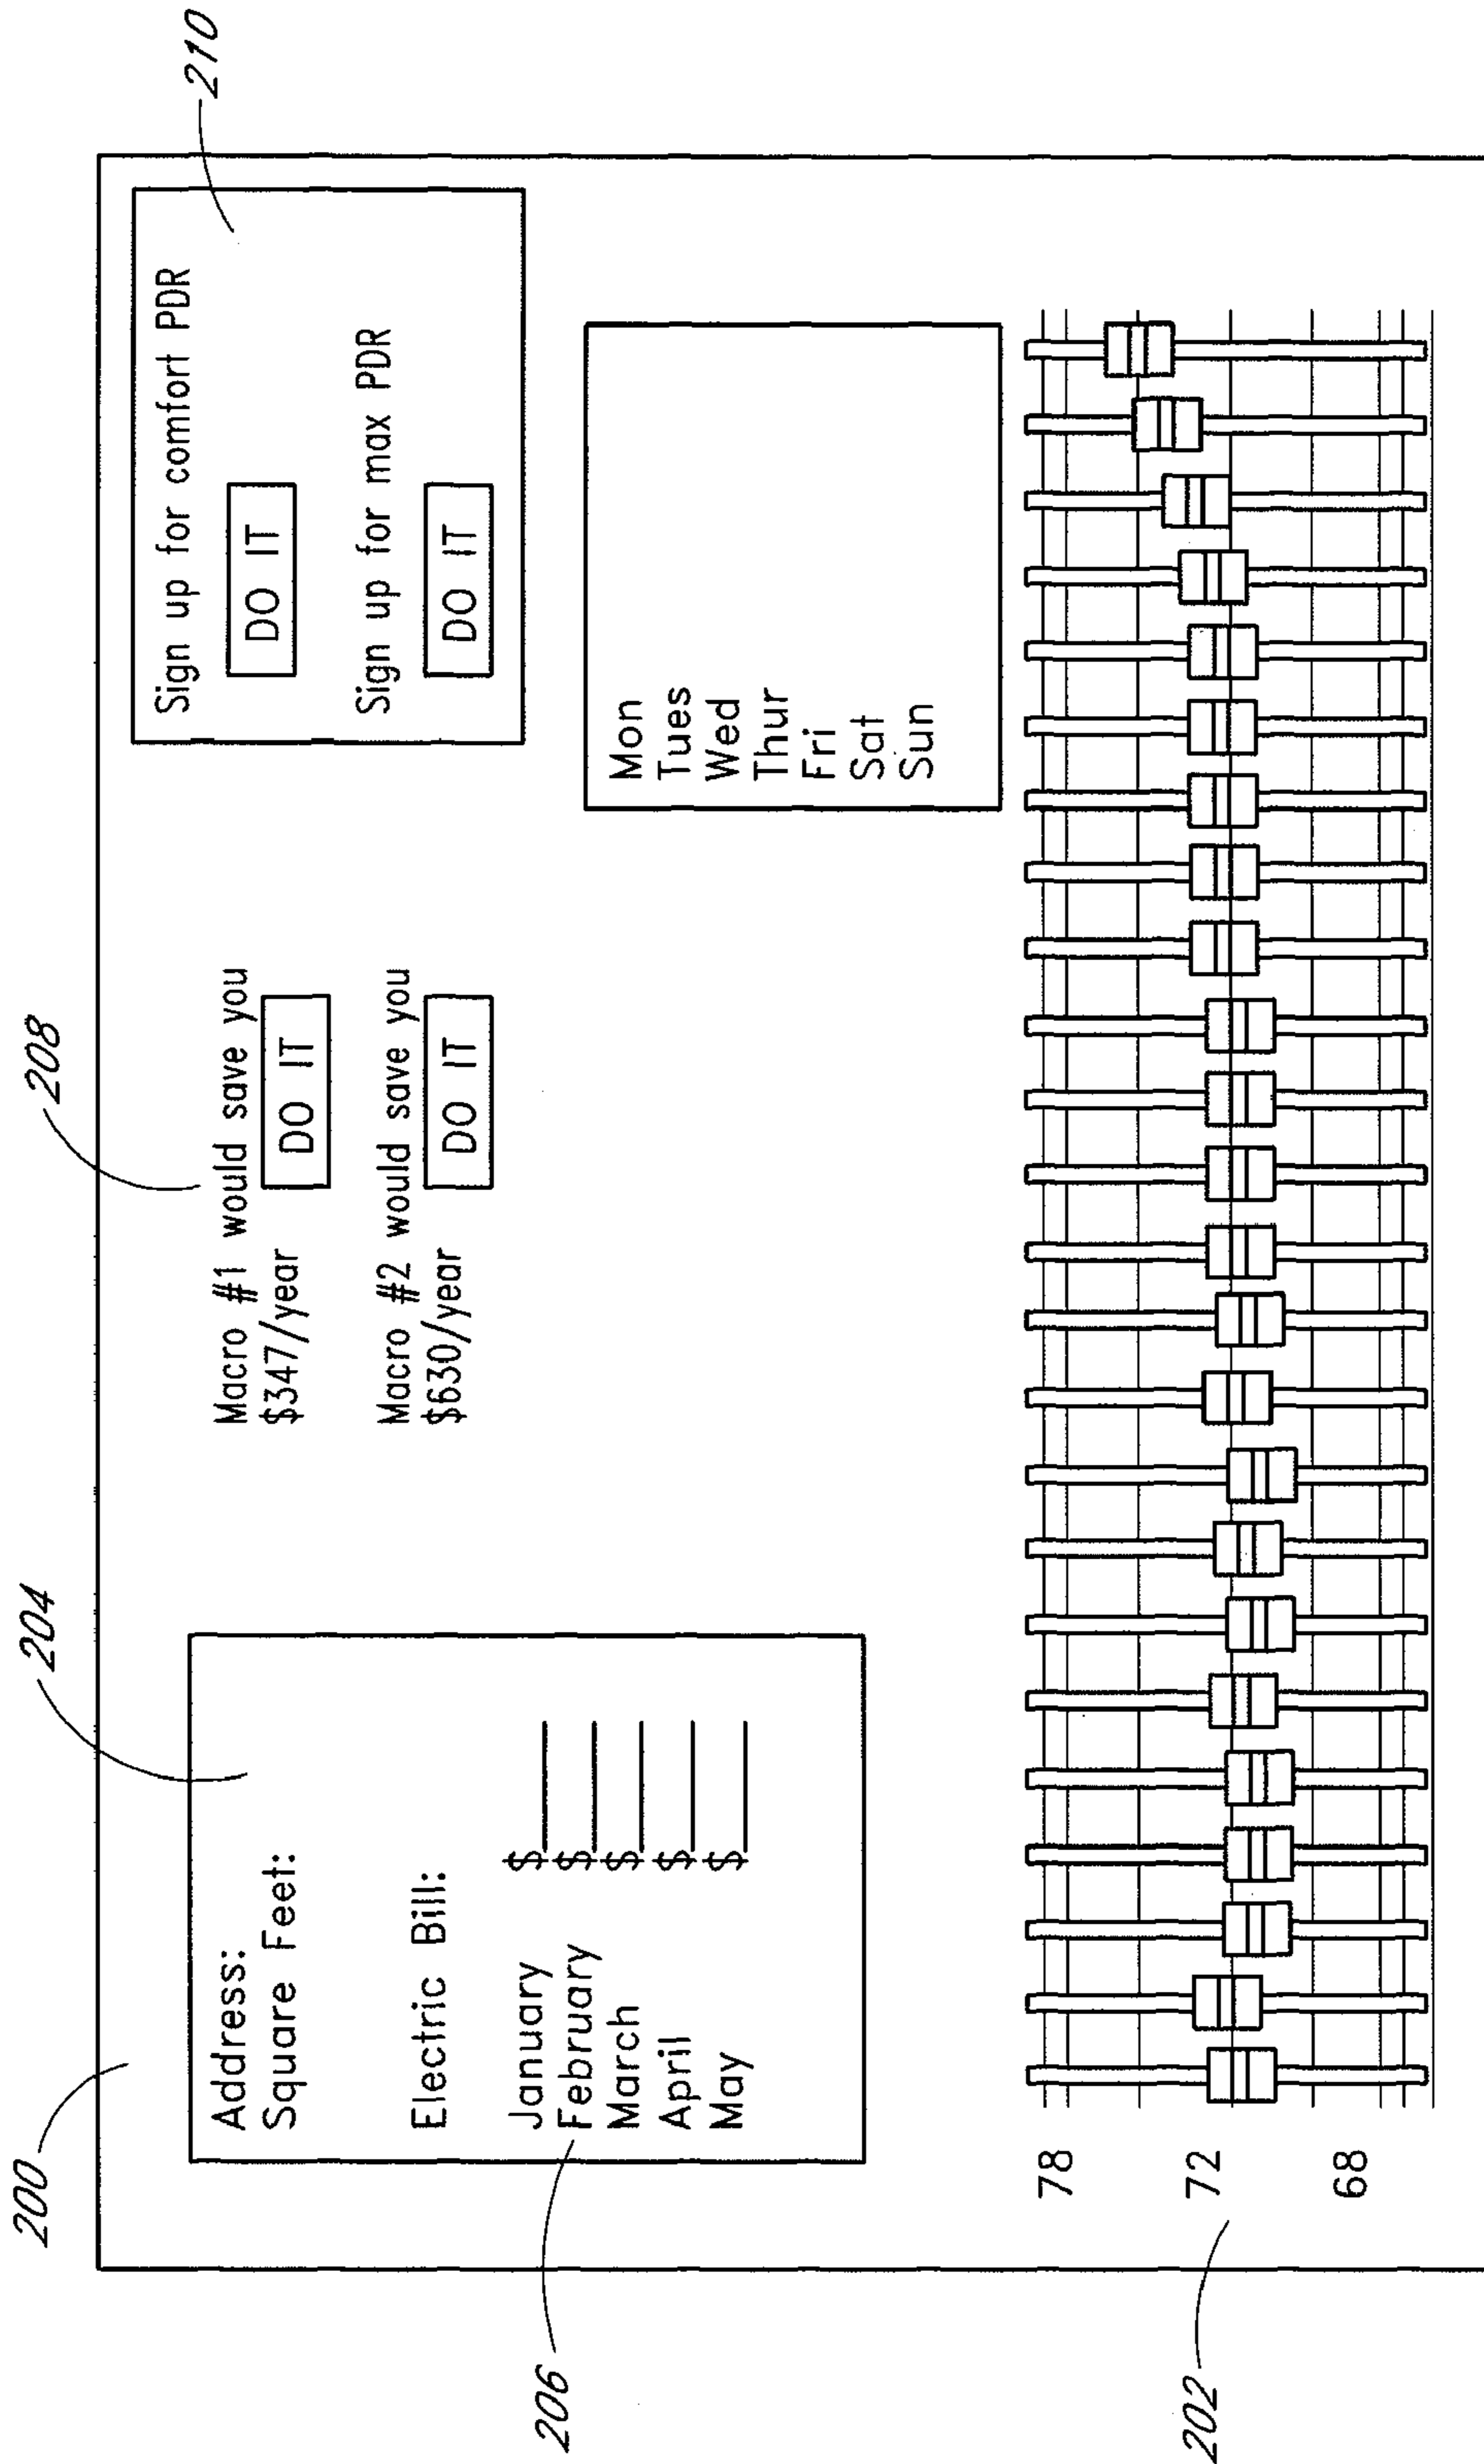 200
204
208
210
Address:
Square Feet:
Electric Bill:
January $
February $
March $
April $
May $
206
Macro #1 would save you
$347/year
DO IT
Macro #2 would save you
$630/year
DO IT
Sign up for comfort PDR
DO IT
Sign up for max PDR
DO IT
Mon
Tues
Wed
Thur
Fri
Sat
Sun
78
72
68
202